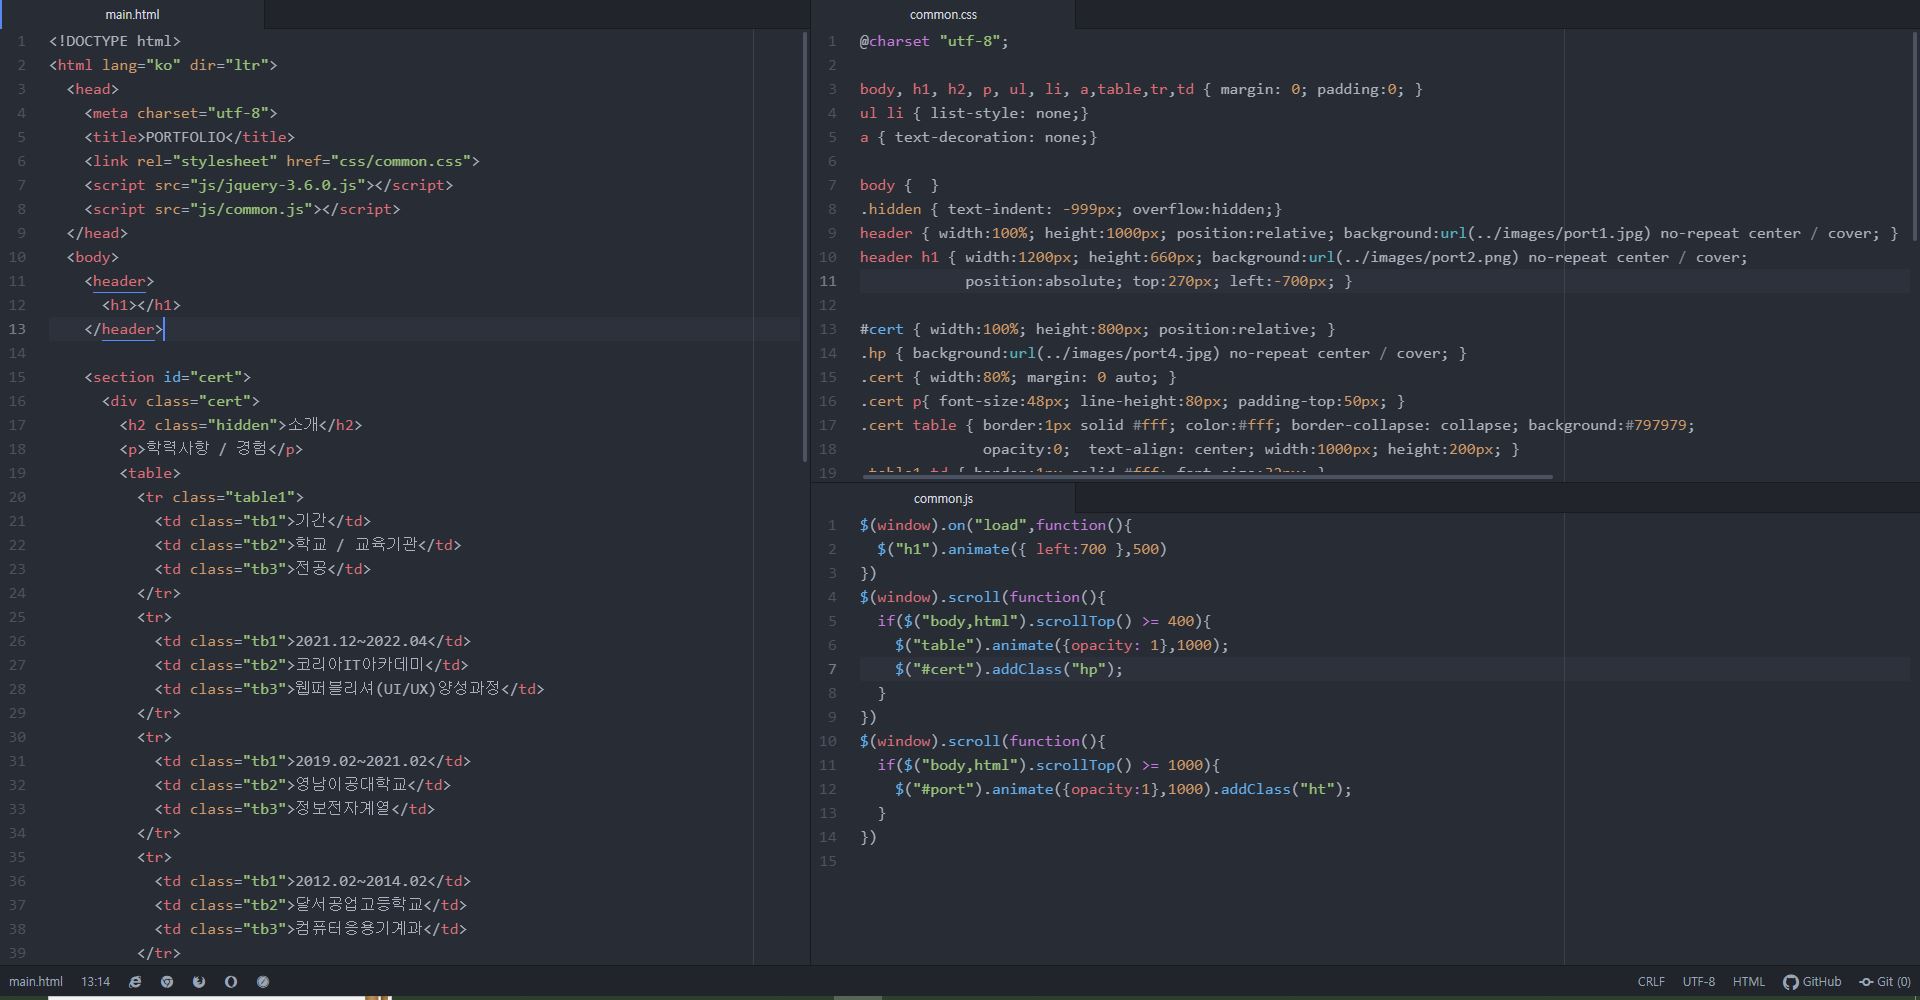 main.html
1 <!DOCTYPE html>
2 <html lang="ko" dir="ltr">
3 <head>
4 <meta charset="utf-8">
5 <title>PORTFOLIO</title>
6 <link rel="stylesheet" href="css/common.css">
7 <script src="js/jquery-3.6.0.js"></script>
8 <script src="js/common.js"></script>
9 </head>
10 <body>
11 <header>
12 <h1></h1>
13 </header>
14
15 <section id="cert">
16 <div class="cert">
17 <h2 class="hidden">소개</h2>
18 <p>학력사항 / 경험</p>
19 <table>
20 <tr class="table1">
21 <td class="tb1">기간</td>
22 <td class="tb2">학교 / 교육기관</td>
23 <td class="tb3">전공</td>
24 </tr>
25 <tr>
26 <td class="tb1">2021.12~2022.04</td>
27 <td class="tb2">코리아IT아카데미</td>
28 <td class="tb3">웹퍼블리셔(UI/UX)양성과정</td>
29 </tr>
30 <tr>
31 <td class="tb1">2019.02~2021.02</td>
32 <td class="tb2">영남이공대학교</td>
33 <td class="tb3">정보전자계열</td>
34 </tr>
35 <tr>
36 <td class="tb1">2012.02~2014.02</td>
37 <td class="tb2">달서공업고등학교</td>
38 <td class="tb3">컴퓨터응용기계과</td>
39 </tr>
common.css
1 @charset "utf-8";
2
3 body, h1, h2, p, ul, li, a,table,tr,td { margin: 0; padding:0; }
4 ul li { list-style: none;}
5 a { text-decoration: none;}
6
7 body {  }
8 .hidden { text-indent: -999px; overflow:hidden;}
9 header { width:100%; height:1000px; position:relative; background:url(../images/port1.jpg) no-repeat center / cover; }
10 header h1 { width:1200px; height:660px; background:url(../images/port2.png) no-repeat center / cover;
11 position:absolute; top:270px; left:-700px; }
12
13 #cert { width:100%; height:800px; position:relative; }
14 .hp { background:url(../images/port4.jpg) no-repeat center / cover; }
15 .cert { width:80%; margin: 0 auto; }
16 .cert p{ font-size:48px; line-height:80px; padding-top:50px; }
17 .cert table { border:1px solid #fff; color:#fff; border-collapse: collapse; background:#797979;
18 opacity:0;  text-align: center; width:1000px; height:200px; }
19 .table1 td { border:1px solid #fff; font-size:32px; }
common.js
1 $(window).on("load",function(){
2 $("h1").animate({ left:700 },500)
3 })
4 $(window).scroll(function(){
5 if($("body,html").scrollTop() >= 400){
6 $("table").animate({opacity: 1},1000);
7 $("#cert").addClass("hp");
8 }
9 })
10 $(window).scroll(function(){
11 if($("body,html").scrollTop() >= 1000){
12 $("#port").animate({opacity:1},1000).addClass("ht");
13 }
14 })
15
main.html 13:14
CRLF UTF-8 HTML GitHub Git (0)